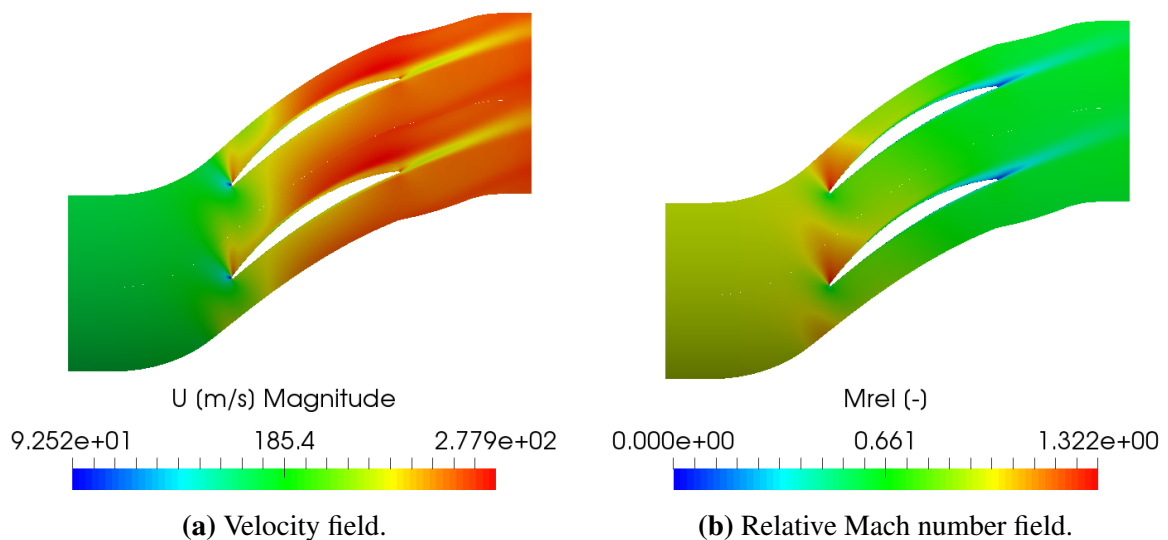 U (m/s) Magnitude
9.252e+01 185.4 2.779e+02
(a) Velocity field.
Mrel (-)
0.000e+00 0.661 1.322e+00
(b) Relative Mach number field.